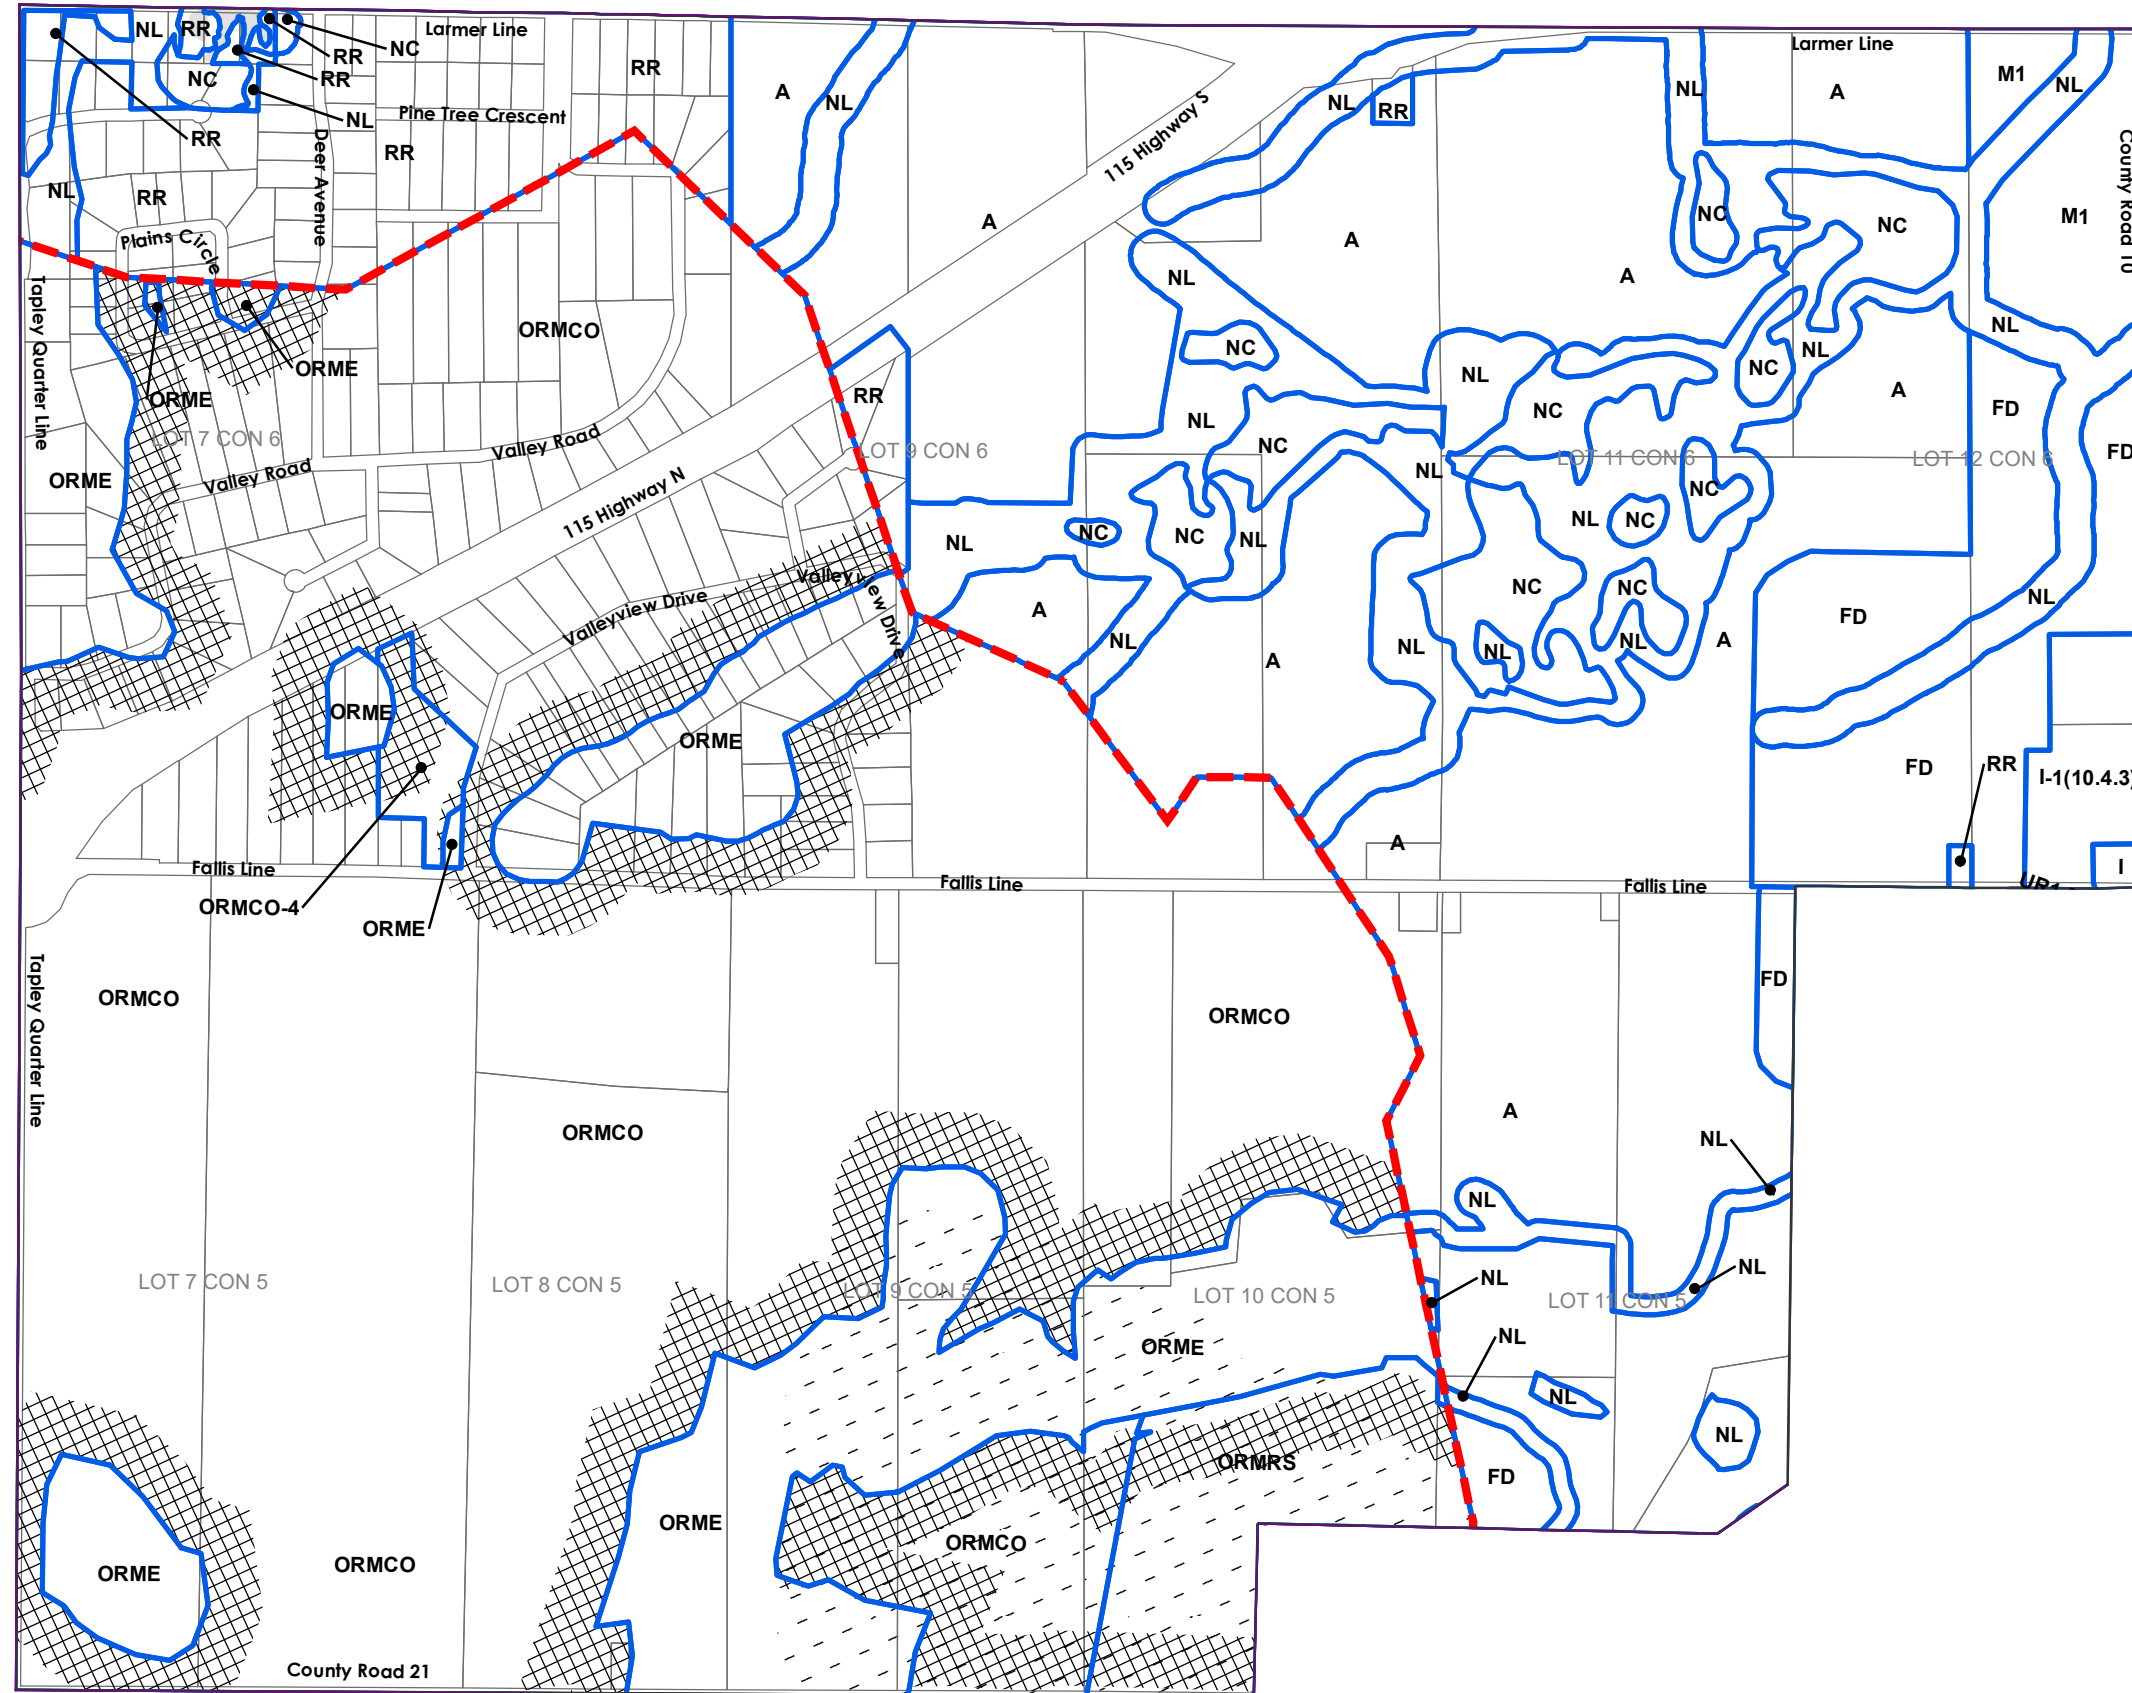 NL
RR
Larmer Line
NC
RR
RR
NC
RR
NL
RR
Pine Tree Crescent
RR
Deer Avenue
NL
RR
Plains Circle
A
NL
A
115 Highway S
NL
RR
A
NL
Larmer Line
A
M1
NL
County Road 10
M1
NC
NC
A
NL
Tapley Quarter Line
ORMCO
ORME
ORME
LOT 7 CON 6
ORME
Valley Road
Valley Road
115 Highway N
RR
LOT 9 CON 6
NC
NL
NC
NL
NC
NL
NC
NL
A
FD
FD
LOT 11 CON 6
LOT 12 CON 6
NL
NC
NL
NC
NL
NC
NC
NL
NC
NC
A
NL
A
NL
NL
NL
A
FD
NL
Valleyview Drive
Valleyview Drive
ORME
ORME
FD
RR
I-1(10.4.3)
A
I
Fallis Line
Fallis Line
Fallis Line
ORMCO-4
ORME
Tapley Quarter Line
ORMCO
ORMCO
ORMCO
FD
A
NL
NL
NL
LOT 7 CON 5
LOT 8 CON 5
LOT 9 CON 5
LOT 10 CON 5
NL
LOT 11 CON 5
ORME
NL
NL
NL
ORMRS
FD
ORME
ORMCO
ORME
ORMCO
County Road 21